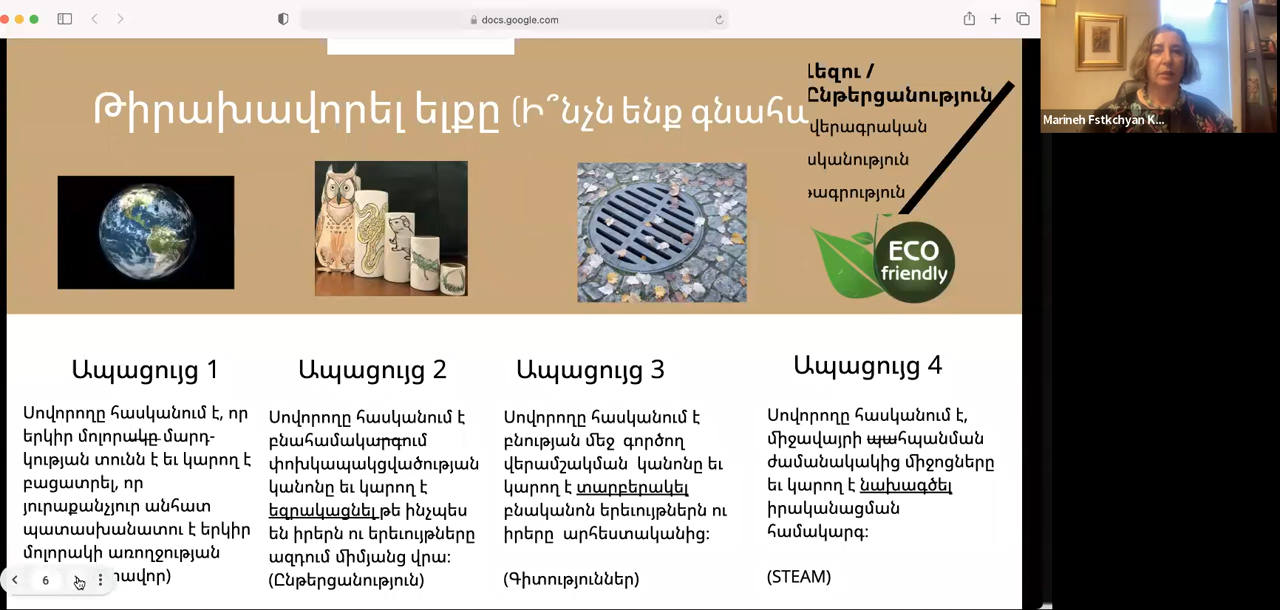 docs.google.com
Marineh Fstkchyan K...
Թիրախավորել ելքը (Ի՞նչն ենք գնահա
Լեզու /
Ընթերցանություն
վերագրական
սկանություն
ագրություն
ECO
friendly
Ապացույց 1
Սովորողը հասկանում է, որ
երկիր մոլորակը մարդ-
կության տունն է եւ կարող է
բացատրել, որ
յուրաքանչյուր անհատ
պատասխանատու է երկիր
մոլորակի առողջության
ավոր)
Ապացույց 2
Սովորողը հասկանում է
բնահամակարգում
փոխկապակցվածության
կանոնը եւ կարող է
եզրակացնել թե ինչպես
են իրերն ու երեւույթները
ազդում միմյանց վրա:
(Ընթերցանություն)
Ապացույց 3
Սովորողը հասկանում է
բնության մեջ գործող
վերամշակման կանոնը եւ
կարող է տարբերակել
բնականոն երեւույթներն ու
իրերը արհեստականից:
(Գիտություններ)
Ապացույց 4
Սովորողը հասկանում է,
միջավայրի պահպանման
ժամանակակից միջոցները
եւ կարող է նախագծել
իրականացման
համակարգ:
(STEAM)
6